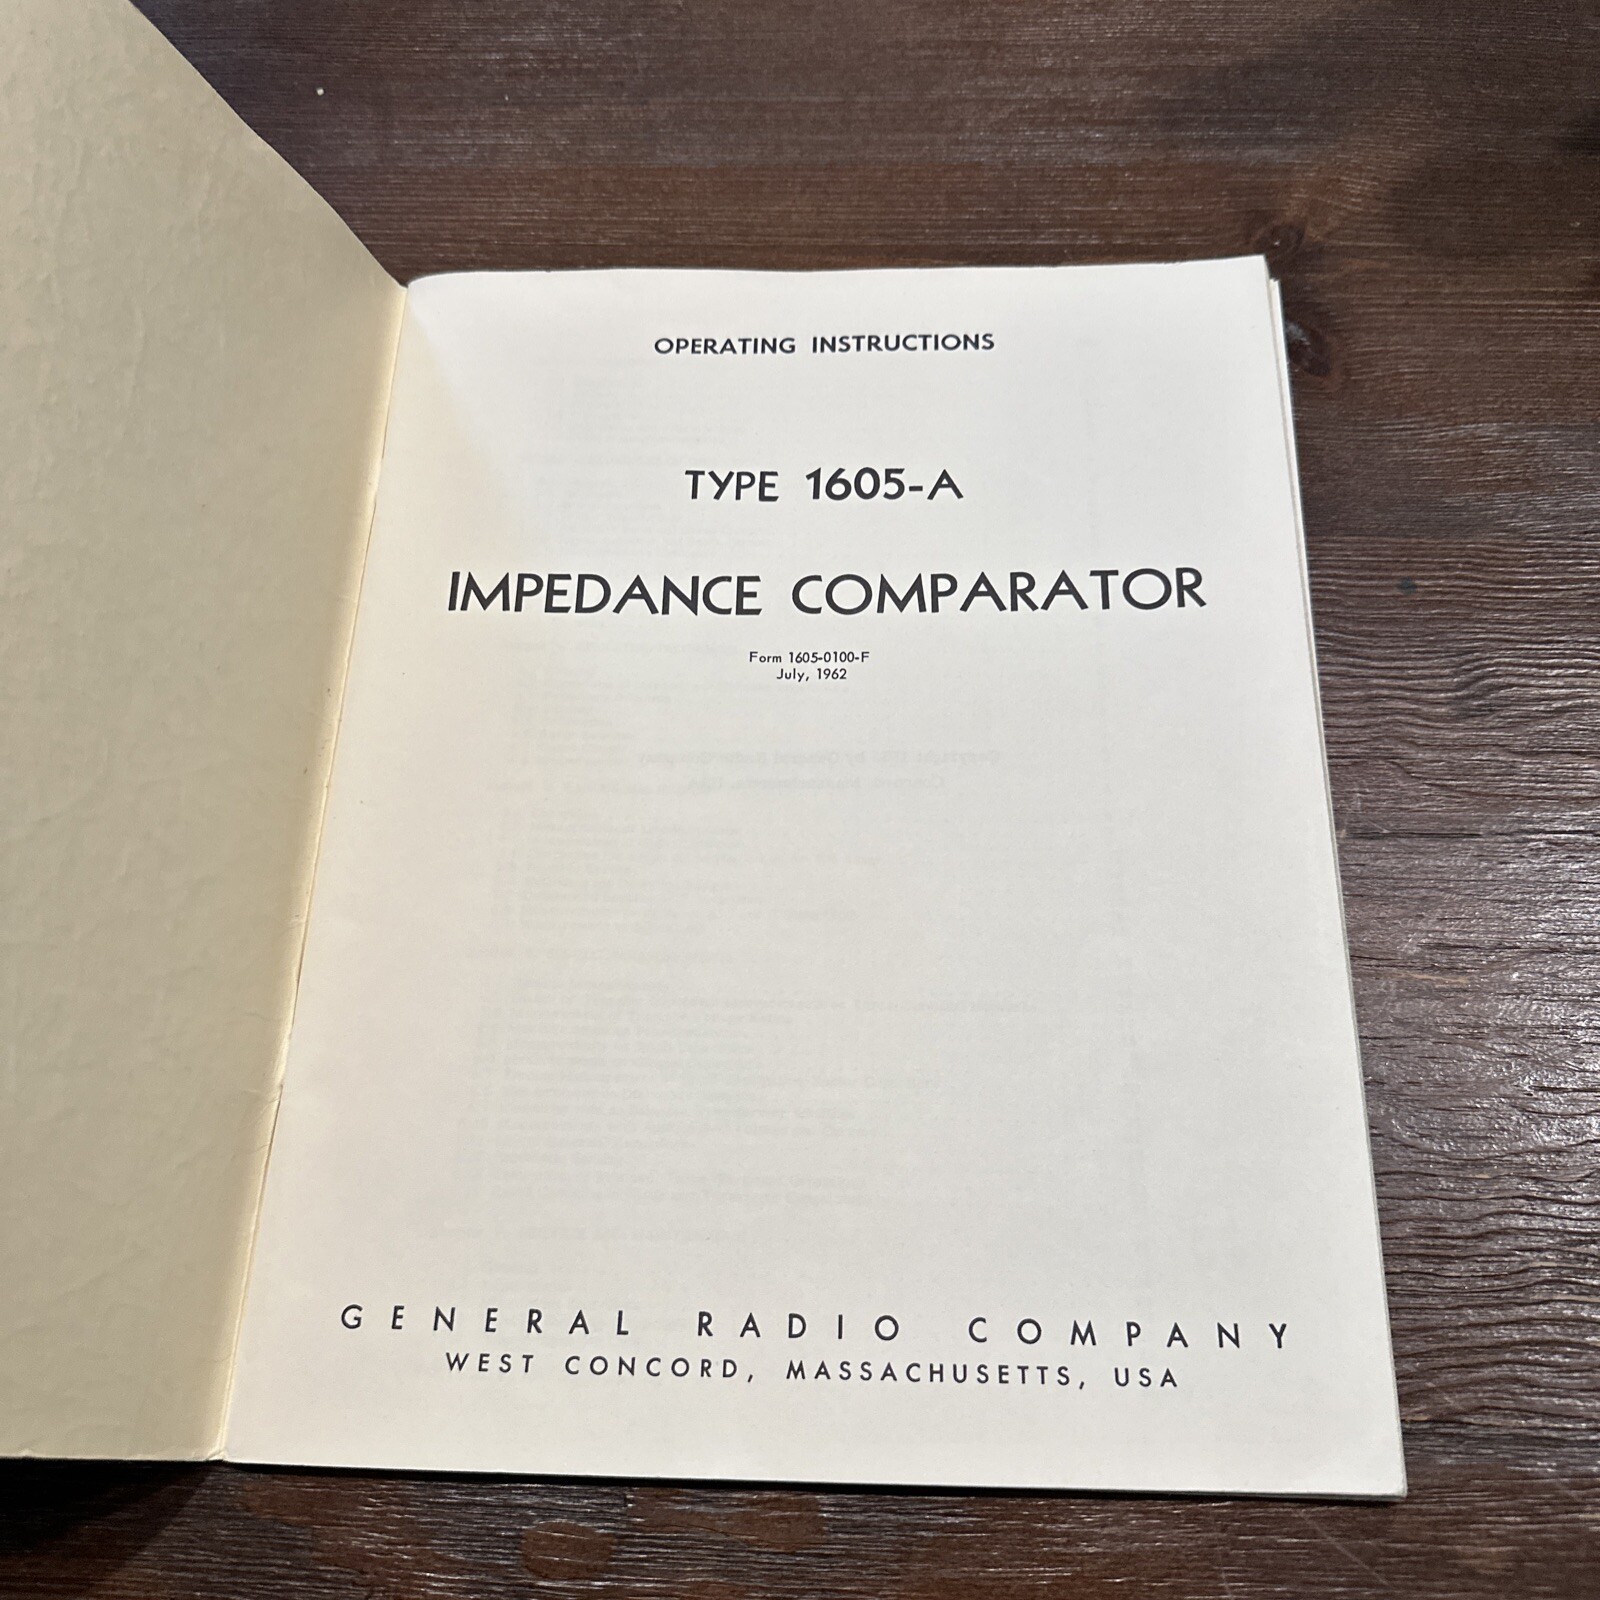 OPERATING INSTRUCTIONS
TYPE 1605-A
IMPEDANCE COMPARATOR
Form 1605-0100-F
July, 1962
GENERAL RADIO COMPANY
WEST CONCORD, MASSACHUSETTS, USA